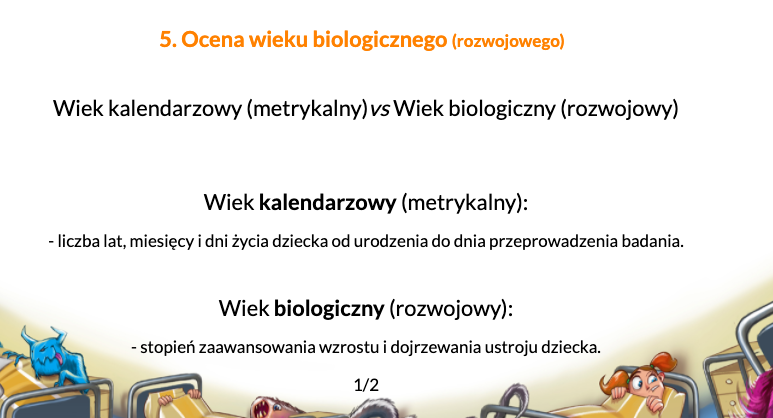 5. Ocena wieku biologicznego (rozwojowego)
Wiek kalendarzowy (metrykalny) vs Wiek biologiczny (rozwojowy)
Wiek kalendarzowy (metrykalny):
- liczba lat, miesięcy i dni życia dziecka od urodzenia do dnia przeprowadzenia badania.
Wiek biologiczny (rozwojowy):
- stopień zaawansowania wzrostu i dojrzewania ustroju dziecka.
1/2